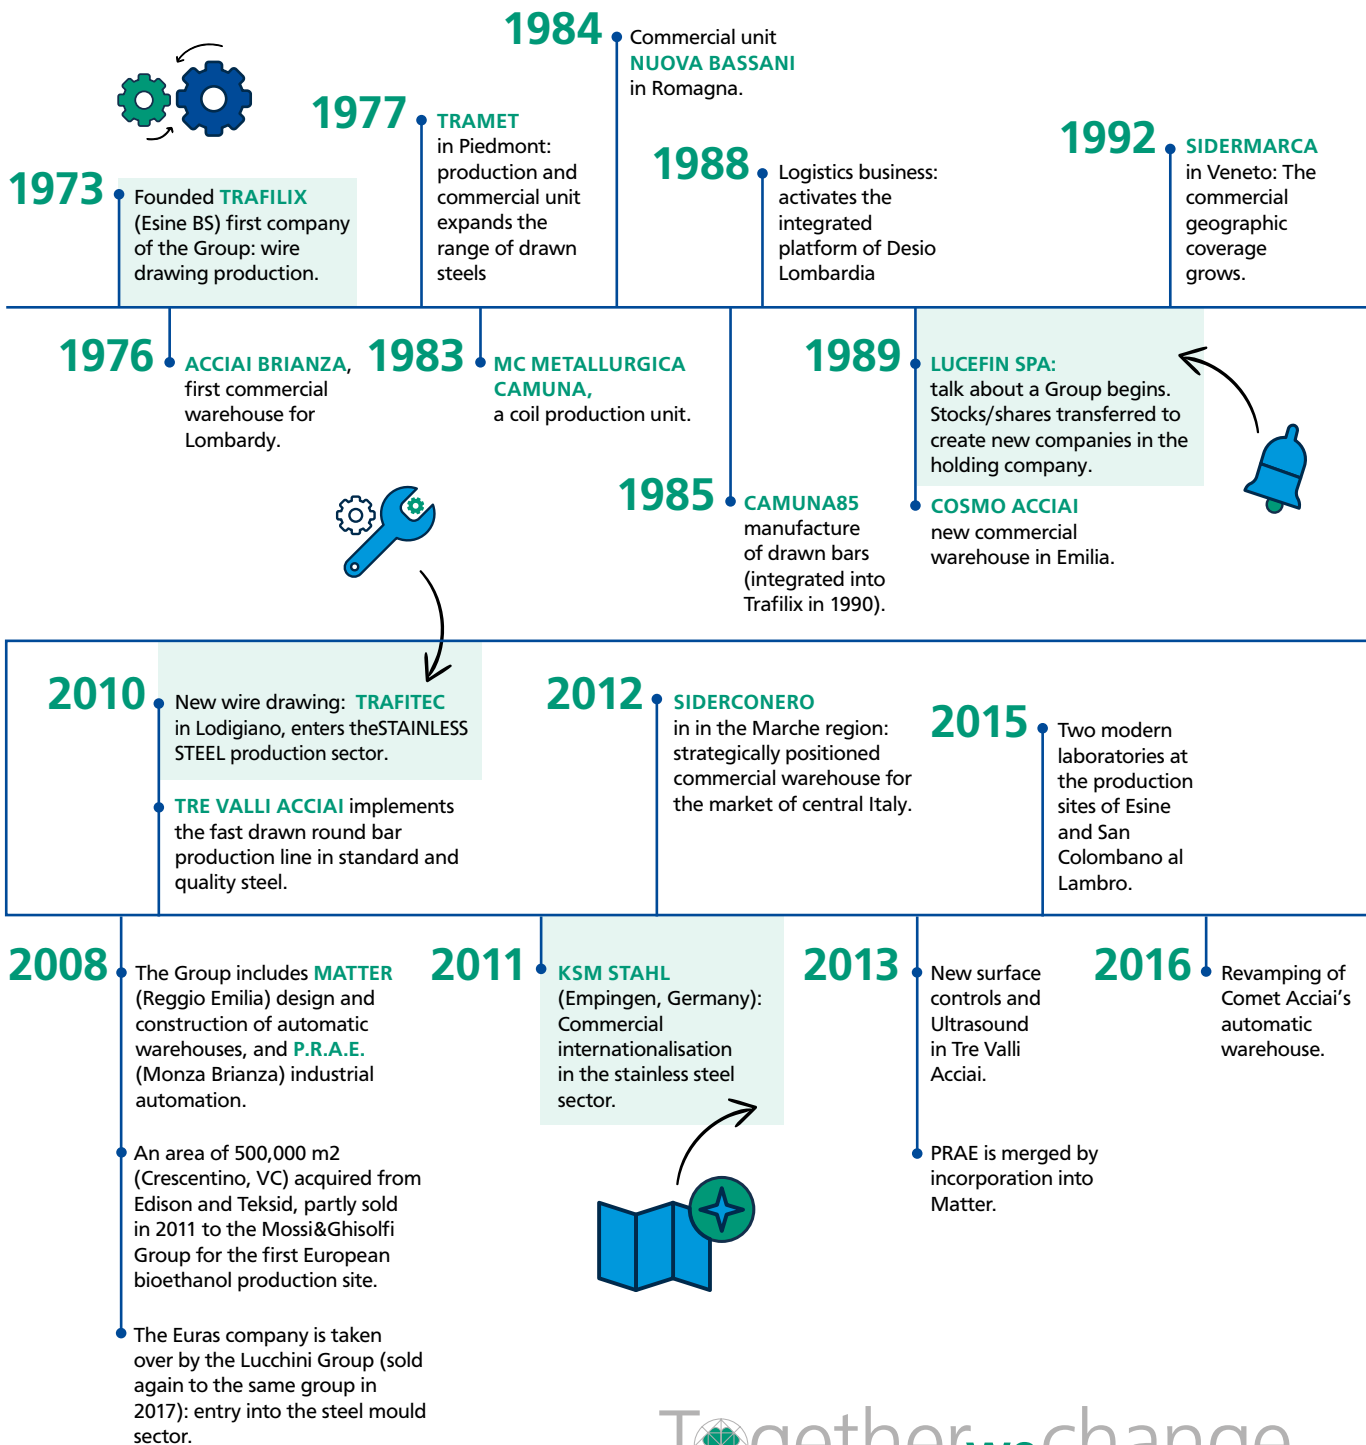 1973
Founded TRAFILIX
(Esine BS) first company
of the Group: wire
drawing production.
1976
ACCIAI BRIANZA,
first commercial
warehouse for
Lombardy.
1977
TRAMET
in Piedmont:
production and
commercial unit
expands the
range of drawn
steels
1983
MC METALLURGICA
CAMUNA,
a coil production unit.
1984
Commercial unit
NUOVA BASSANI
in Romagna.
1985
CAMUNA85
manufacture
of drawn bars
(integrated into
Trafilix in 1990).
1988
Logistics business:
activates the
integrated
platform of Desio
Lombardia
1989
LUCEFIN SPA:
talk about a Group begins.
Stocks/shares transferred to
create new companies in the
holding company.
COSMO ACCIAI
new commercial
warehouse in Emilia.
1992
SIDERMARCA
in Veneto: The
commercial
geographic
coverage
grows.
2008
The Group includes MATTER
(Reggio Emilia) design and
construction of automatic
warehouses, and P.R.A.E.
(Monza Brianza) industrial
automation.
An area of 500,000 m2
(Crescentino, VC) acquired from
Edison and Teksid, partly sold
in 2011 to the Mossi&Ghisolfi
Group for the first European
bioethanol production site.
The Euras company is taken
over by the Lucchini Group (sold
again to the same group in
2017): entry into the steel mould
sector.
2010
New wire drawing: TRAFITEC
in Lodigiano, enters theSTAINLESS
STEEL production sector.
TRE VALLI ACCIAI implements
the fast drawn round bar
production line in standard and
quality steel.
2011
KSM STAHL
(Empingen, Germany):
Commercial
internationalisation
in the stainless steel
sector.
2012
SIDERCONERO
in in the Marche region:
strategically positioned
commercial warehouse for
the market of central Italy.
2013
New surface
controls and
Ultrasound
in Tre Valli
Acciai.
PRAE is merged by
incorporation into
Matter.
2015
Two modern
laboratories at
the production
sites of Esine
and San
Colombano al
Lambro.
2016
Revamping of
Comet Acciai’s
automatic
warehouse.
Together we change